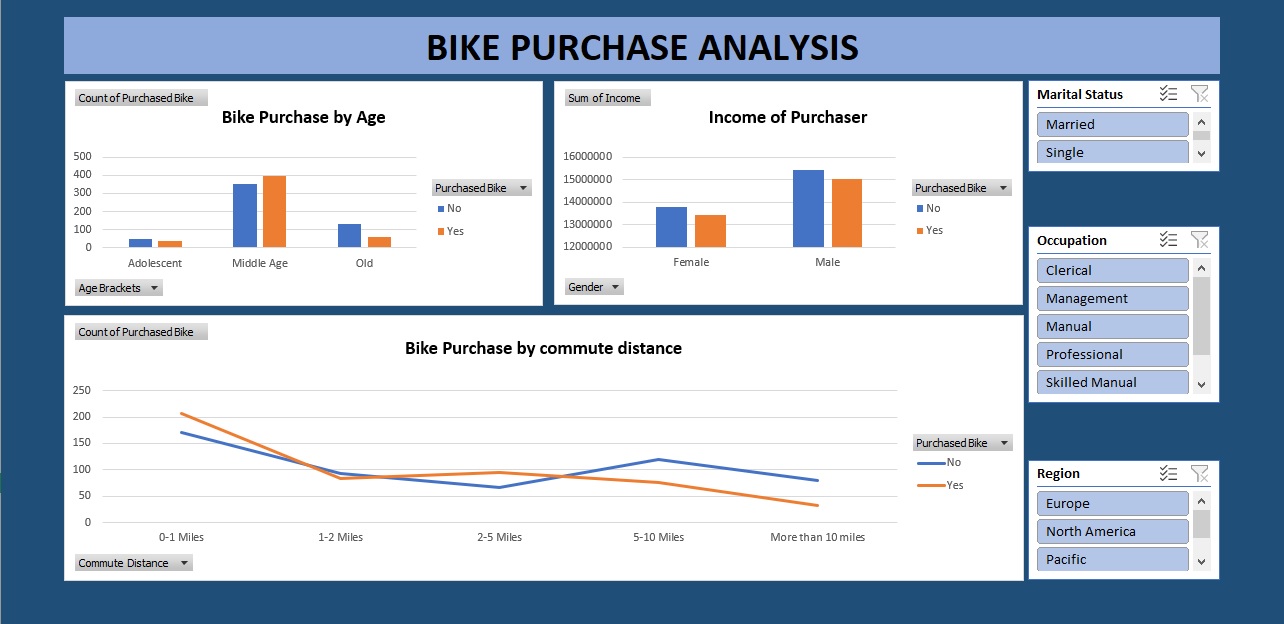 BIKE PURCHASE ANALYSIS
Count of Purchased Bike
Bike Purchase by Age
500
400
300
200
100
0
Adolescent Middle Age Old
Purchased Bike
No
Yes
Age Brackets
Sum of Income
Income of Purchaser
16000000
15000000
14000000
13000000
12000000
Female Male
Purchased Bike
No
Yes
Gender
Marital Status
Married
Single
Occupation
Clerical
Management
Manual
Professional
Skilled Manual
Region
Europe
North America
Pacific
Count of Purchased Bike
Bike Purchase by commute distance
250
200
150
100
50
0
0-1 Miles 1-2 Miles 2-5 Miles 5-10 Miles More than 10 miles
Purchased Bike
No
Yes
Commute Distance